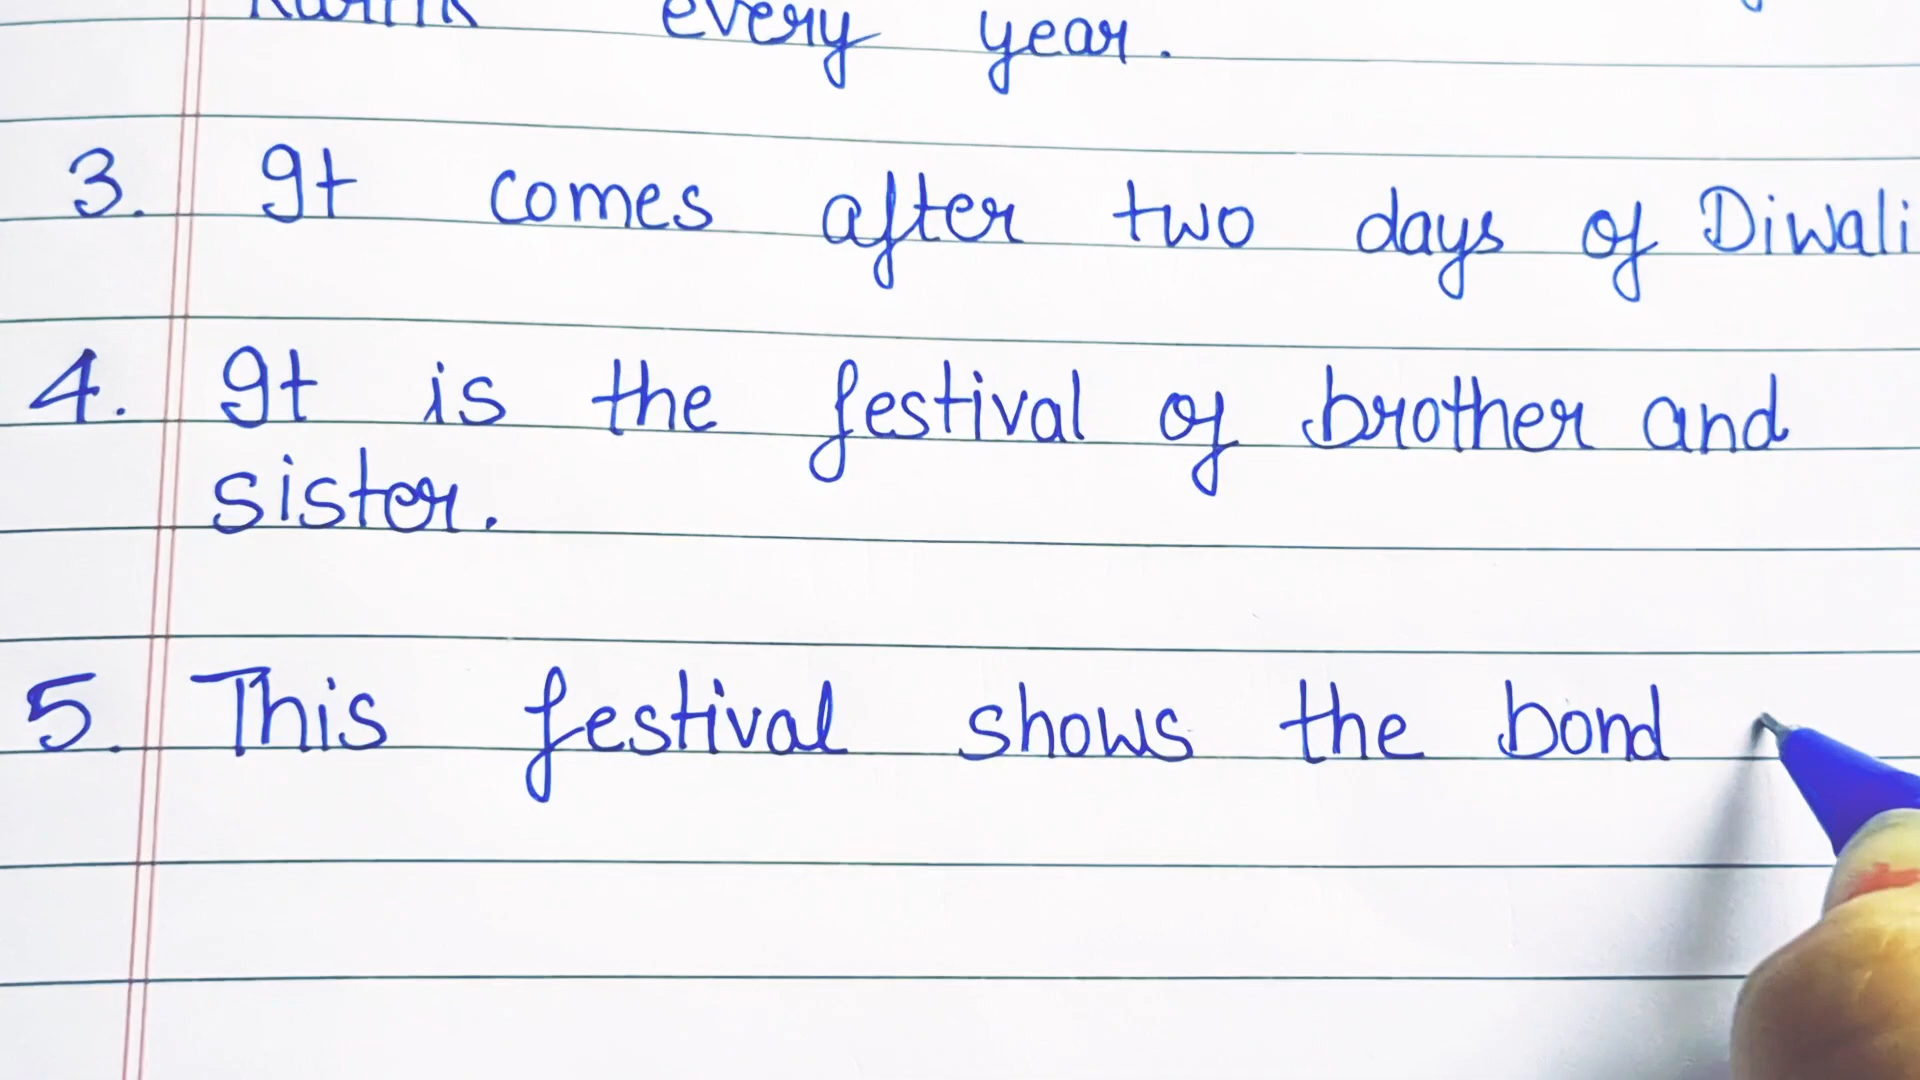 every year.
3. It comes after two days of Diwali
4. It is the festival of brother and
sister.
5. This festival shows the bond